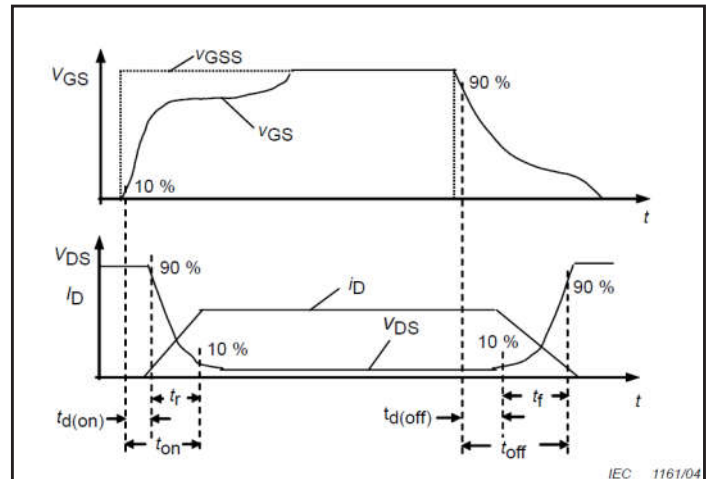 VGSS
VGS
90 %
VGS
10 %
t
VDS
90 %
ID
iD
90 %
VDS
10 %
10 %
tr
tf
t
td(on)
td(off)
ton
toff
IEC 1161/04